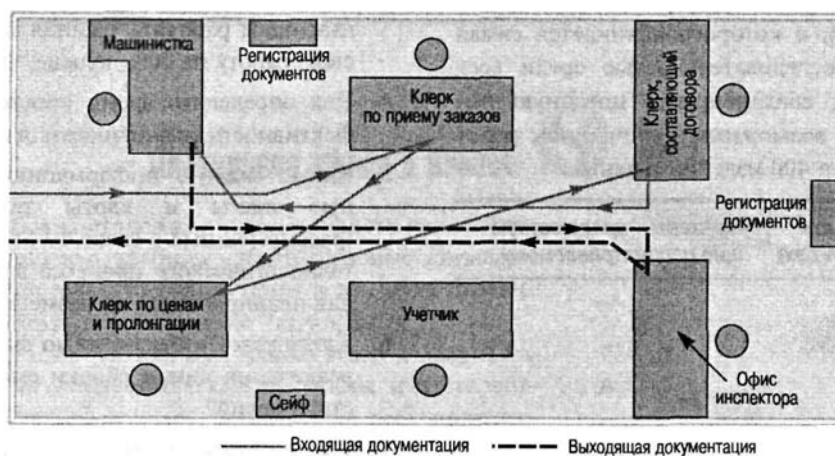 Машинистка
Регистрация
документов
Клерк
по приему заказов
Клерк,
составляющий
договора
Регистрация
документов
Клерк по ценам
и пролонгации
Учетчик
Сейф
Офис
инспектора
Входящая документация
Выходящая документация